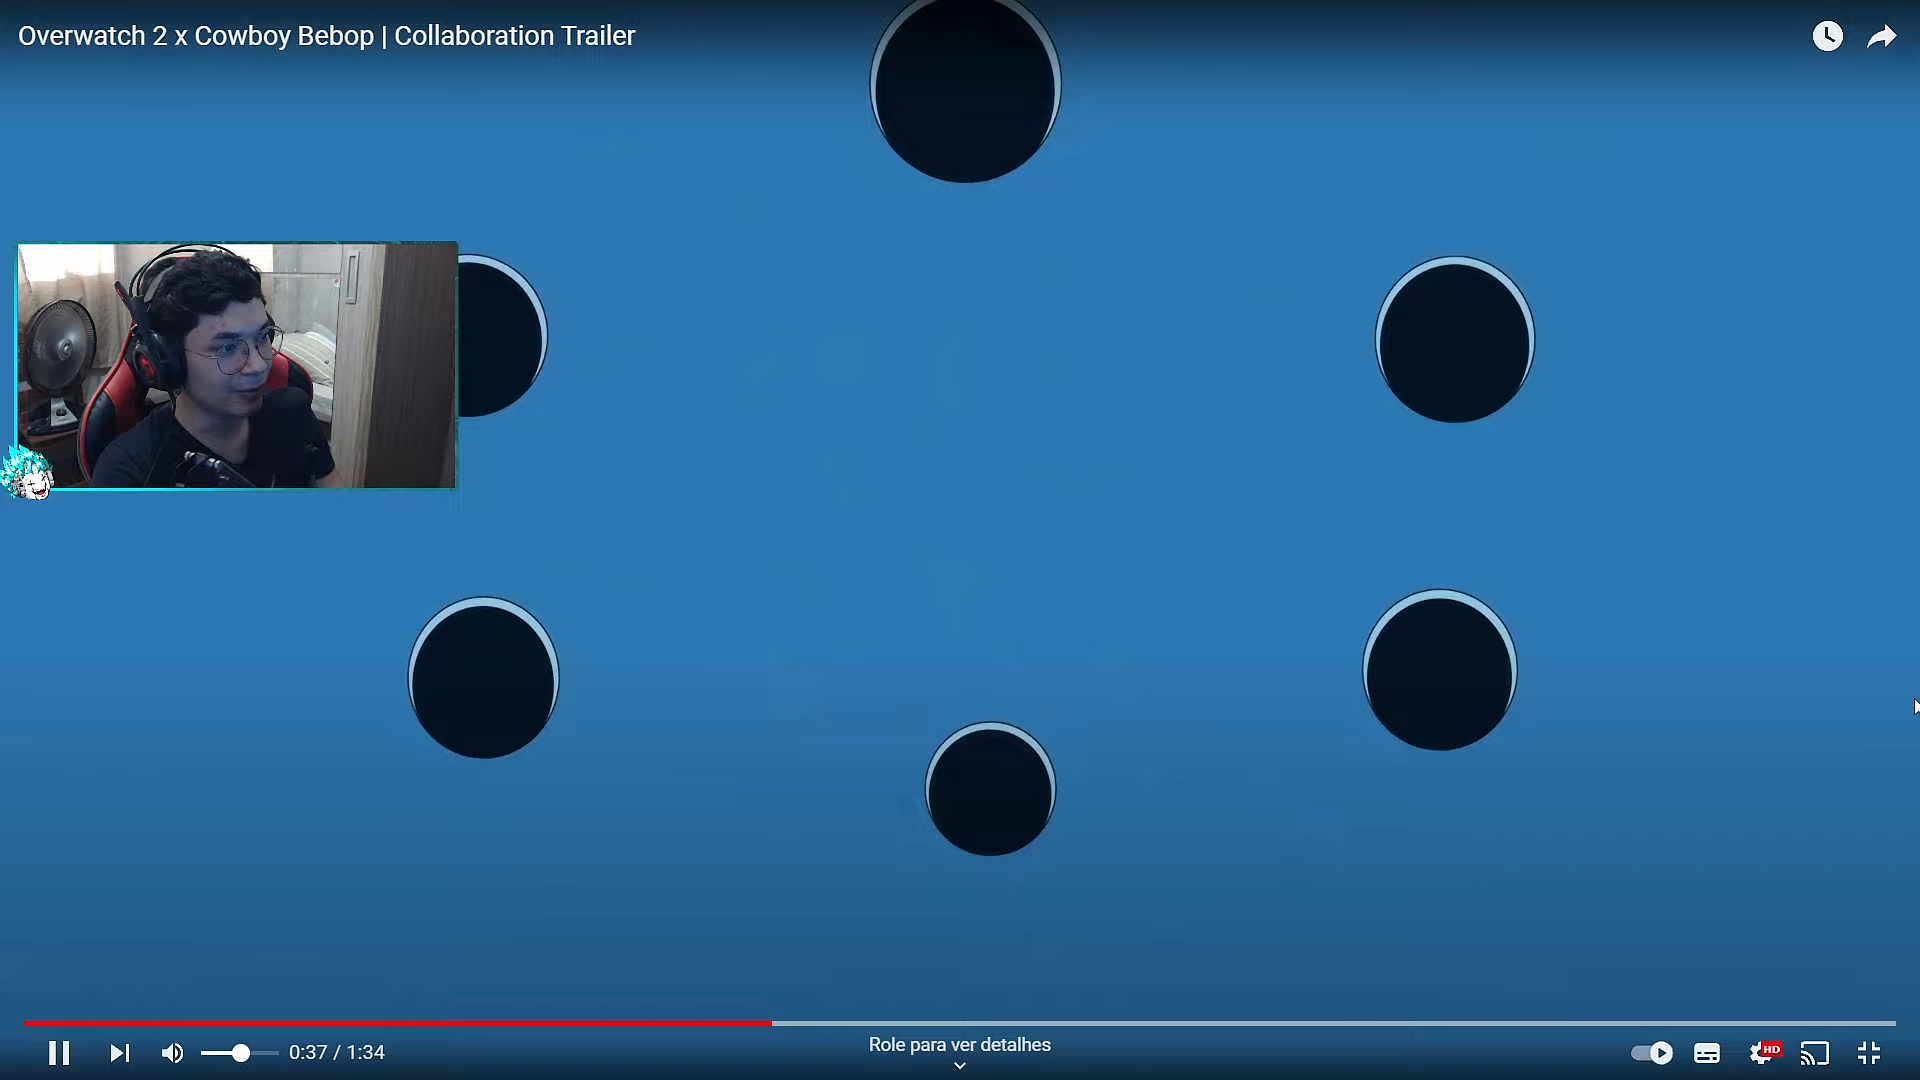 Overwatch 2 x Cowboy Bebop | Collaboration Trailer
0:37 / 1:34
Role para ver detalhes
HD